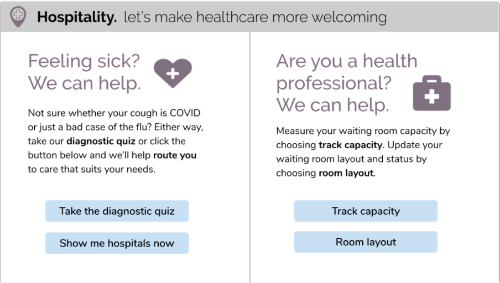 Hospitality. let's make healthcare more welcoming
Feeling sick?
We can help.
Not sure whether your cough is COVID
or just a bad case of the flu? Either way,
take our diagnostic quiz or click the
button below and we'll help route you
to care that suits your needs.
Take the diagnostic quiz
Show me hospitals now
Are you a health
professional?
We can help.
Measure your waiting room capacity by
choosing track capacity. Update your
waiting room layout and status by
choosing room layout.
Track capacity
Room layout